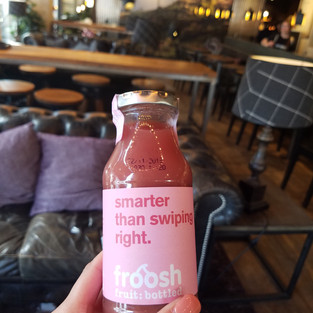 smarter
than swiping
right.
froosh
fruit: bottled